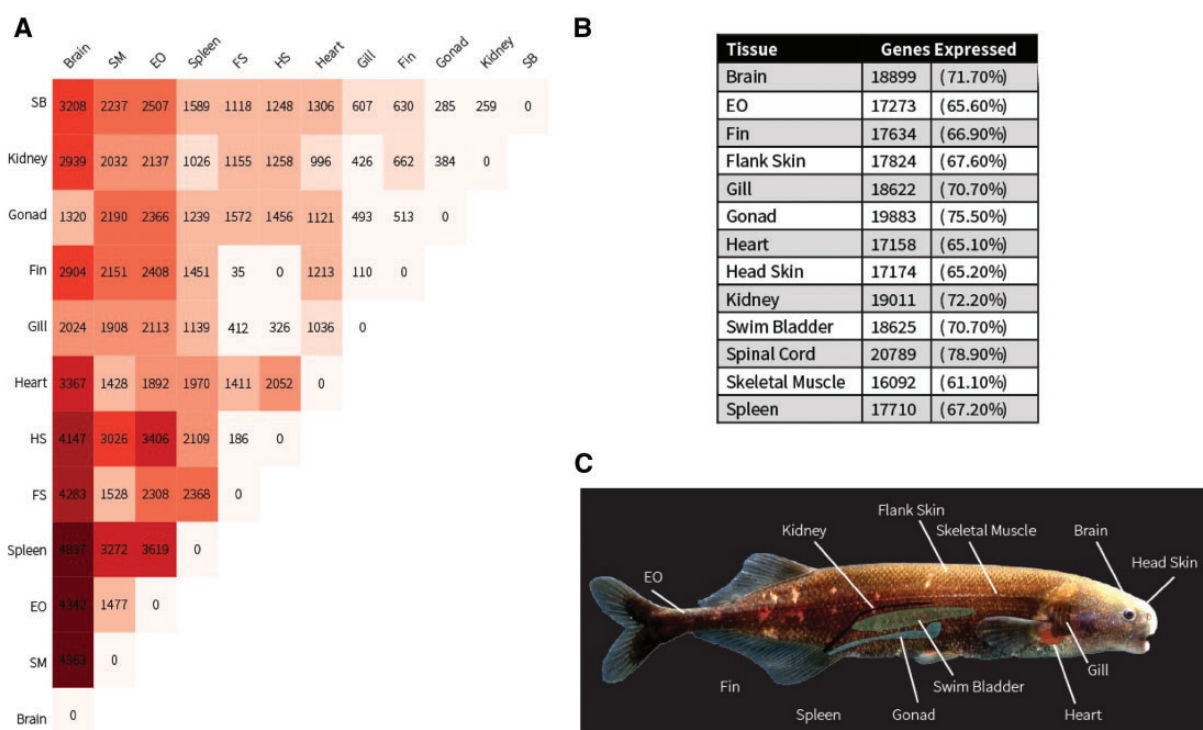 A
Brain SM EO Spleen FS HS Heart Gill Fin Gonad Kidney SB
SB 3208 2237 2507 1589 1118 1248 1306 607 630 285 259 0
Kidney 2939 2032 2137 1026 1155 1258 996 426 662 384 0
Gonad 1320 2190 2366 1239 1572 1456 1121 493 513 0
Fin 2904 2151 2408 1451 35 0 1213 110 0
Gill 2024 1908 2113 1139 412 326 1036 0
Heart 3367 1428 1892 1970 1411 2052 0
HS 4147 3026 3406 2109 186 0
FS 4283 1528 2308 2368 0
Spleen 4837 3272 3619 0
EO 4342 1477 0
SM 4363 0
Brain 0
B
Tissue Genes Expressed
Brain 18899 (71.70%)
EO 17273 (65.60%)
Fin 17634 (66.90%)
Flank Skin 17824 (67.60%)
Gill 18622 (70.70%)
Gonad 19883 (75.50%)
Heart 17158 (65.10%)
Head Skin 17174 (65.20%)
Kidney 19011 (72.20%)
Swim Bladder 18625 (70.70%)
Spinal Cord 20789 (78.90%)
Skeletal Muscle 16092 (61.10%)
Spleen 17710 (67.20%)
C
Flank Skin
Kidney Skeletal Muscle Brain
Head Skin
EO
Gill
Fin Swim Bladder
Spleen Gonad Heart